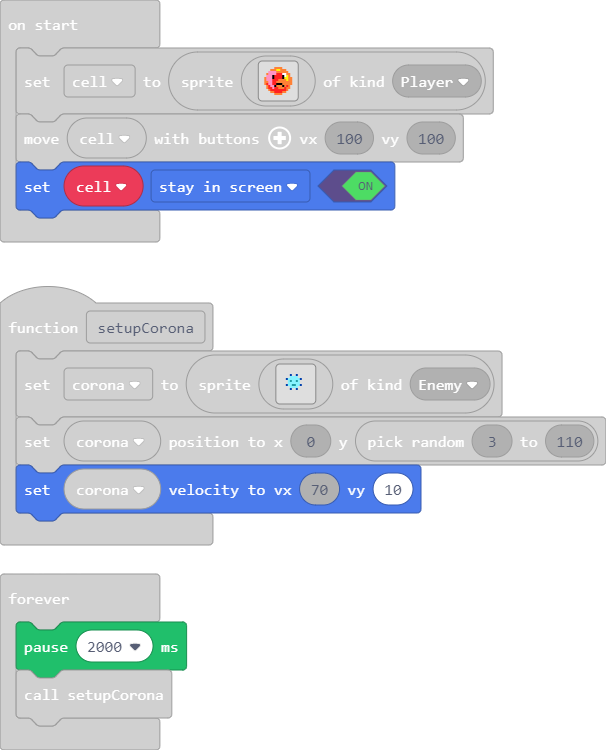 on start
set cell to sprite of kind Player
move cell with buttons vx 100 vy 100
set cell stay in screen ON
function setupCorona
set corona to sprite of kind Enemy
set corona position to x 0 y pick random 3 to 110
set corona velocity to vx 70 vy 10
forever
pause 2000 ms
call setupCorona